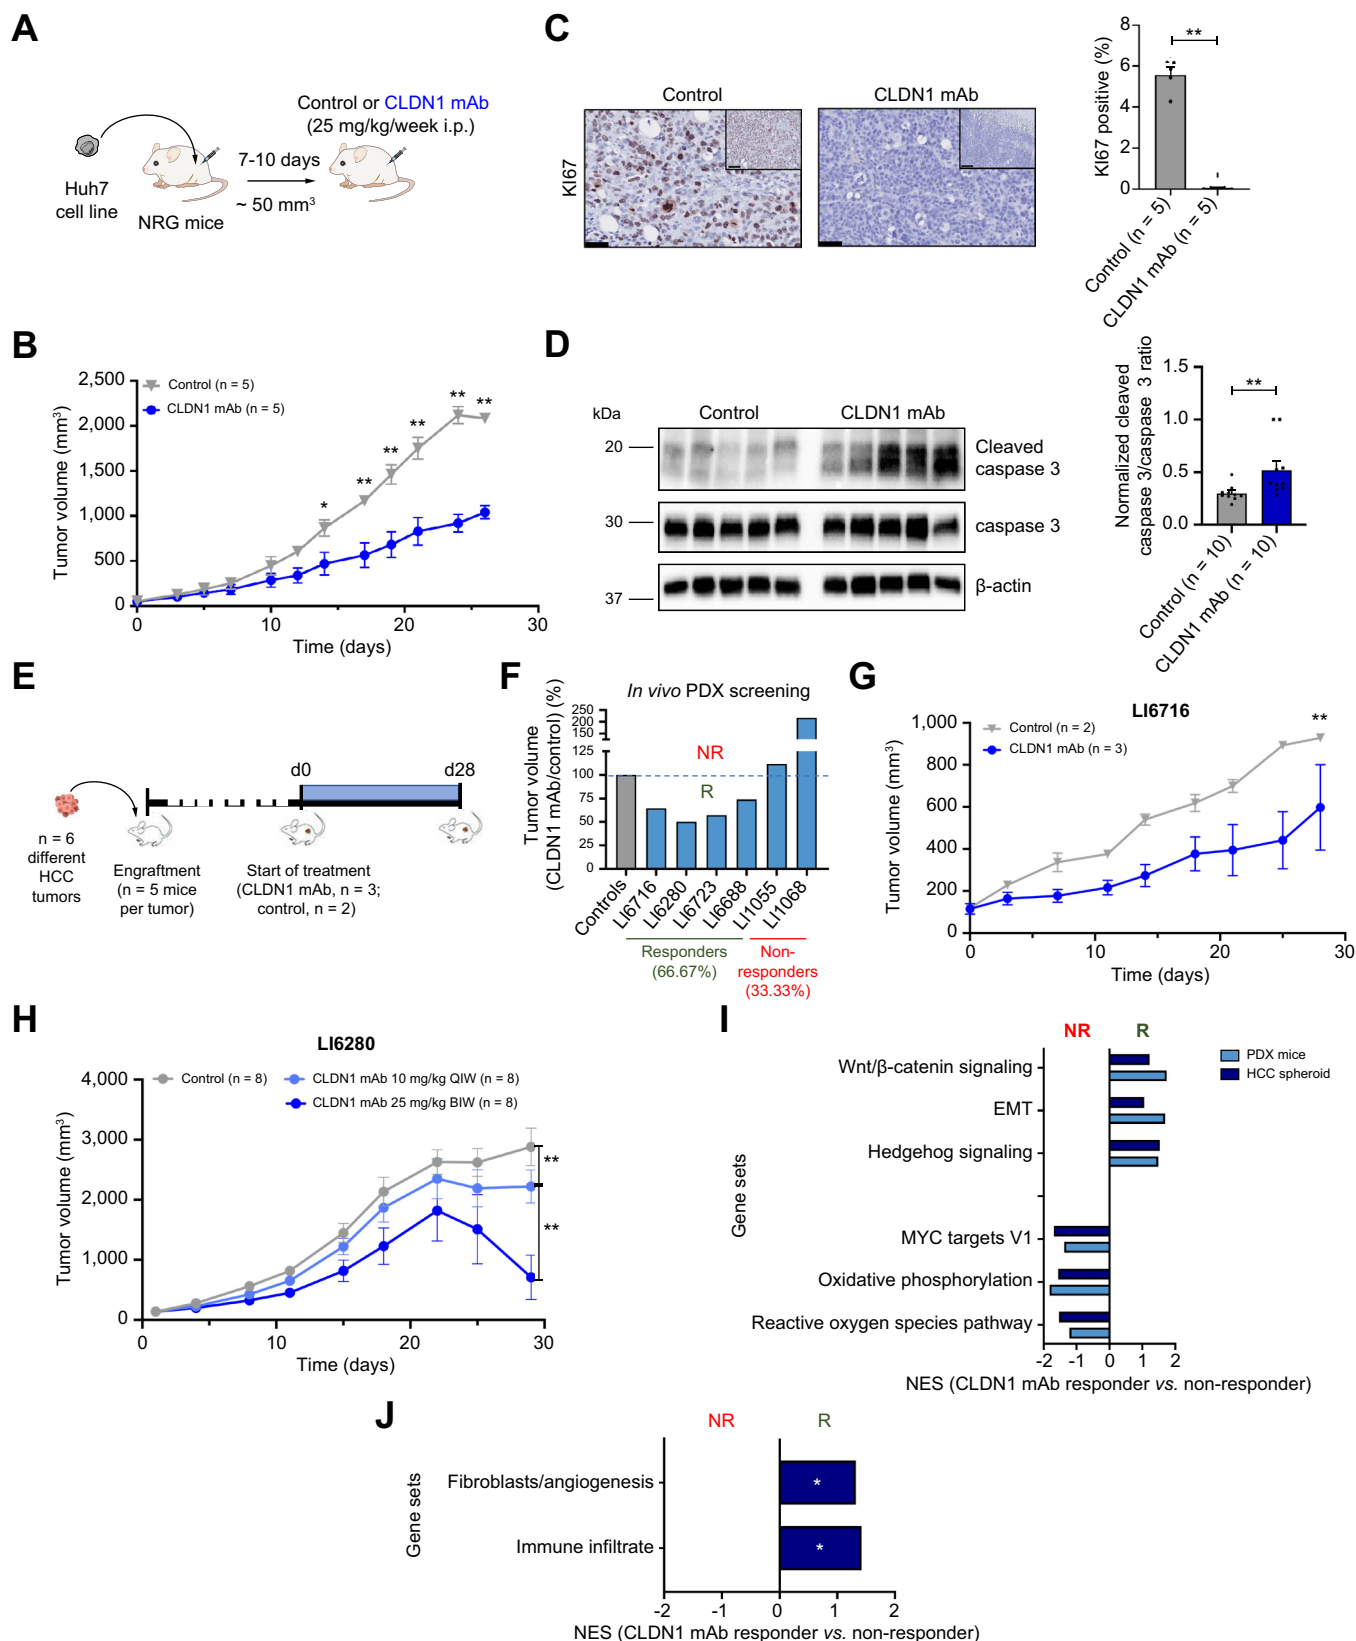 A
Control or CLDN1 mAb
(25 mg/kg/week i.p.)
7-10 days
~ 50 mm³
Huh7
cell line
NRG mice
B
Tumor volume (mm³)
2,500
2,000
1,500
1,000
500
0
Control (n = 5)
CLDN1 mAb (n = 5)
*
**
**
**
**
**
0
10
20
30
Time (days)
C
Control
CLDN1 mAb
KI67
KI67 positive (%)
8
6
4
2
0
**
Control (n = 5)
CLDN1 mAb (n = 5)
D
kDa
Control
CLDN1 mAb
20
Cleaved
caspase 3
30
caspase 3
37
β-actin
Normalized cleaved
caspase 3/caspase 3 ratio
1.5
1.0
0.5
0.0
**
Control (n = 10)
CLDN1 mAb (n = 10)
E
d0
d28
n = 6
different
HCC
tumors
Engraftment
(n = 5 mice
per tumor)
Start of treatment
(CLDN1 mAb, n = 3;
control, n = 2)
F
In vivo PDX screening
Tumor volume
(CLDN1 mAb/control) (%)
250
200
150
125
100
75
50
25
0
NR
R
Controls
LI6716
LI6280
LI6723
LI6688
LI1055
LI1068
Responders
(66.67%)
Non-
responders
(33.33%)
G
LI6716
Tumor volume (mm³)
1,000
800
600
400
200
0
Control (n = 2)
CLDN1 mAb (n = 3)
**
0
10
20
30
Time (days)
H
LI6280
Tumor volume (mm³)
4,000
3,000
2,000
1,000
0
Control (n = 8)
CLDN1 mAb 10 mg/kg QIW (n = 8)
CLDN1 mAb 25 mg/kg BIW (n = 8)
**
**
0
10
20
30
Time (days)
I
NR
R
PDX mice
HCC spheroid
Gene sets
Wnt/β-catenin signaling
EMT
Hedgehog signaling
MYC targets V1
Oxidative phosphorylation
Reactive oxygen species pathway
-2
-1
0
1
2
NES (CLDN1 mAb responder vs. non-responder)
J
NR
R
Gene sets
Fibroblasts/angiogenesis
*
Immune infiltrate
*
-2
-1
0
1
2
NES (CLDN1 mAb responder vs. non-responder)